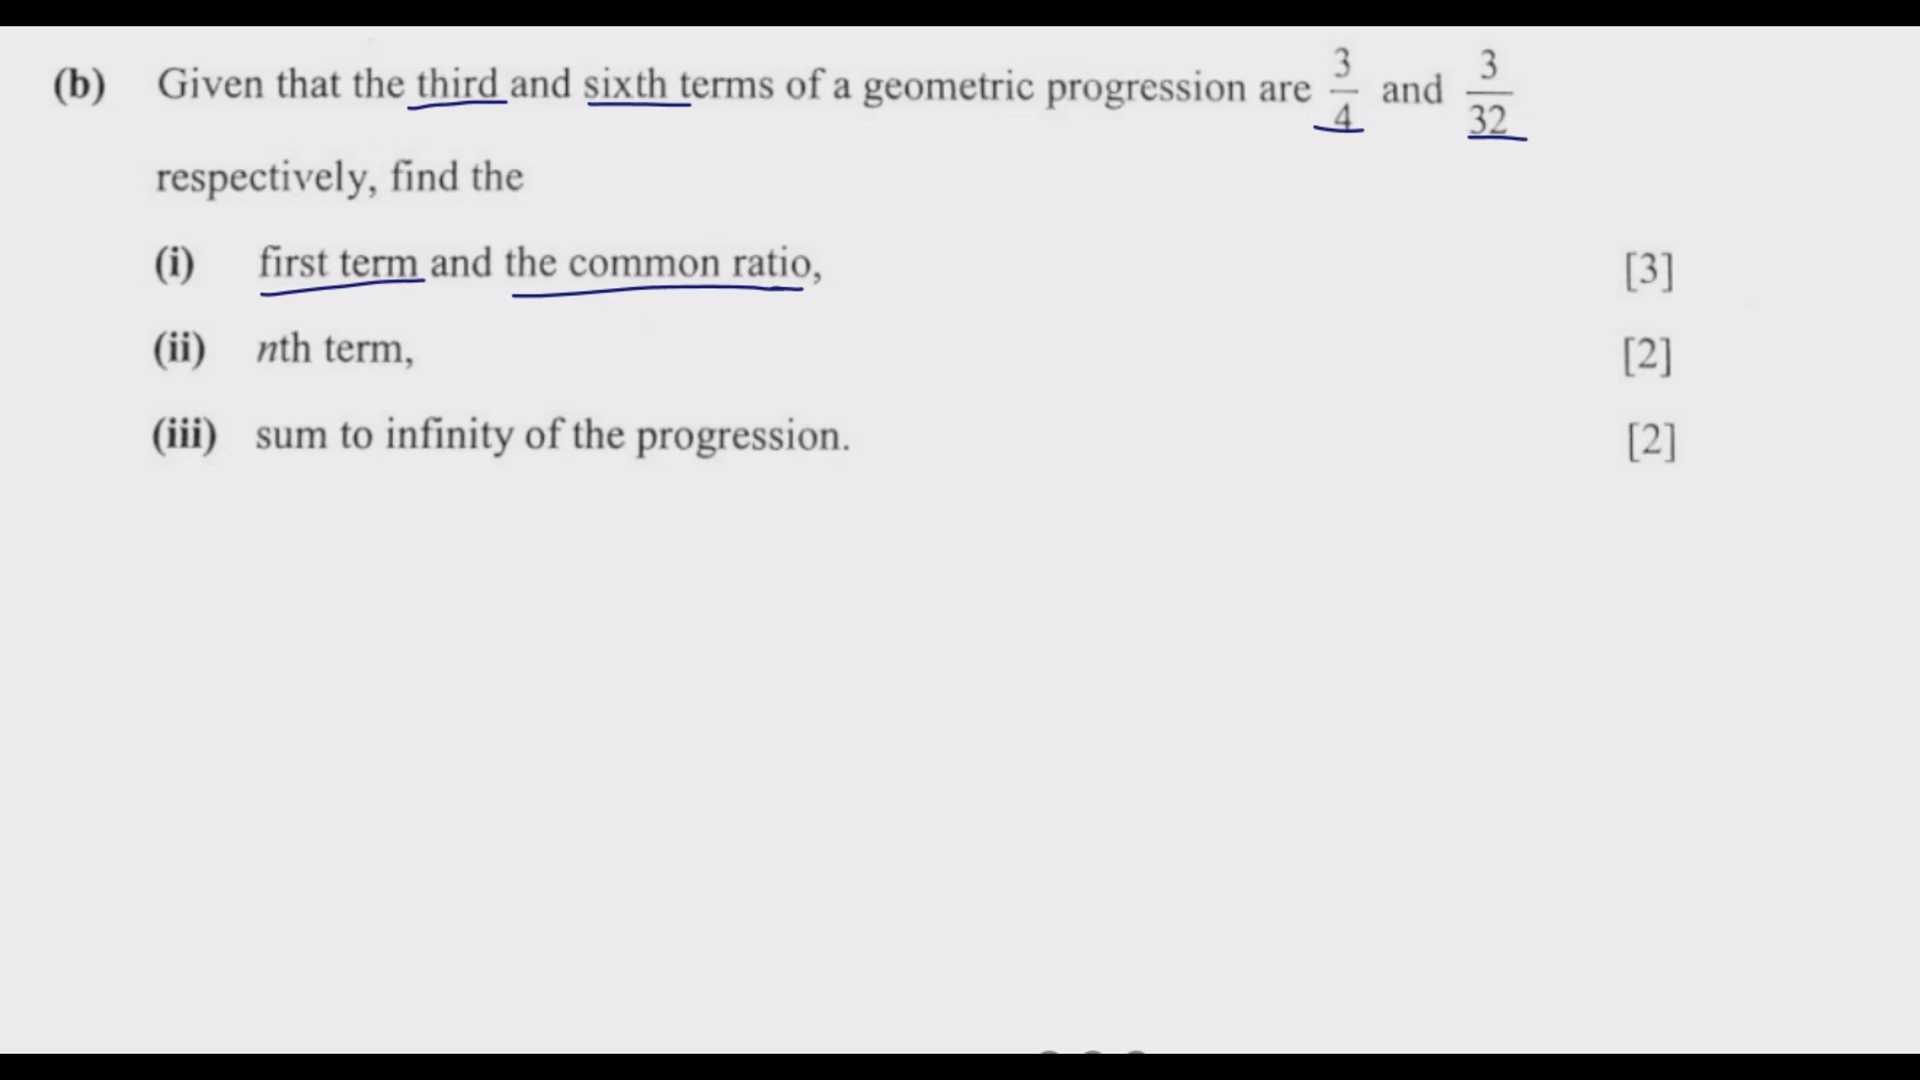 (b) Given that the third and sixth terms of a geometric progression are 3/4 and 3/32
respectively, find the
(i) first term and the common ratio, [3]
(ii) nth term, [2]
(iii) sum to infinity of the progression. [2]